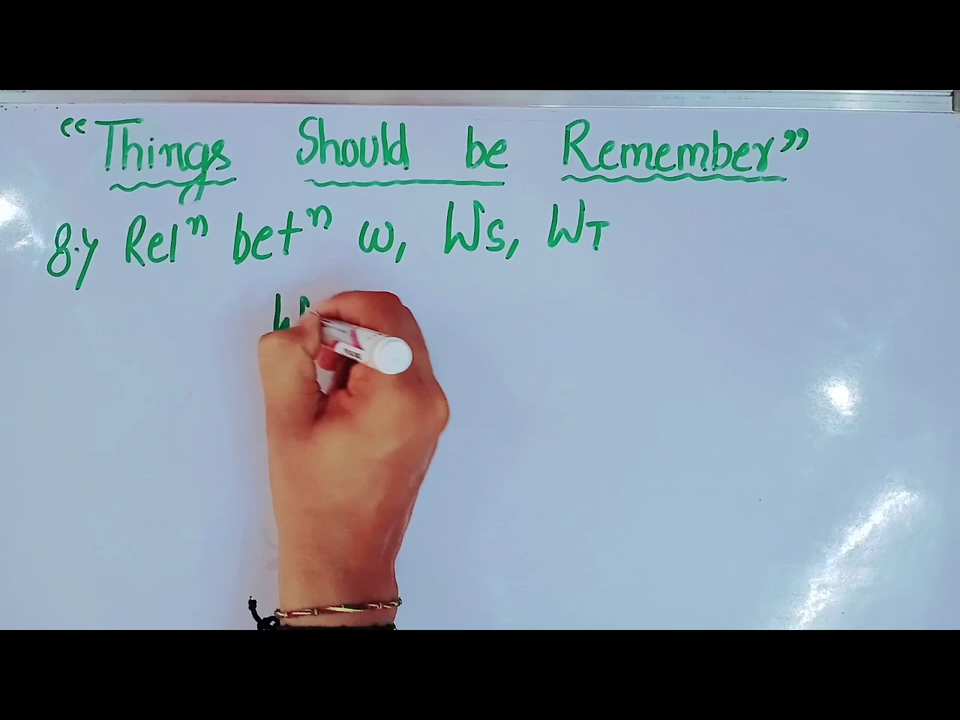 “Things Should be Remember”
8.y Relⁿ betⁿ w, Ws, WT
W